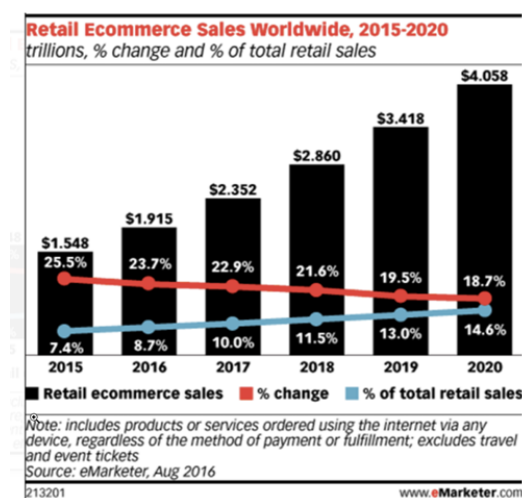 Retail Ecommerce Sales Worldwide, 2015-2020
trillions, % change and % of total retail sales
$4.058
$3.418
$2.860
$2.352
$1.915
$1.548
25.5% 23.7% 22.9% 21.6% 19.5% 18.7%
7.4% 8.7% 10.0% 11.5% 13.0% 14.6%
2015 2016 2017 2018 2019 2020
Retail ecommerce sales % change % of total retail sales
Note: includes products or services ordered using the internet via any
device, regardless of the method of payment or fulfillment; excludes travel
and event tickets
Source: eMarketer, Aug 2016
213201 www.eMarketer.com